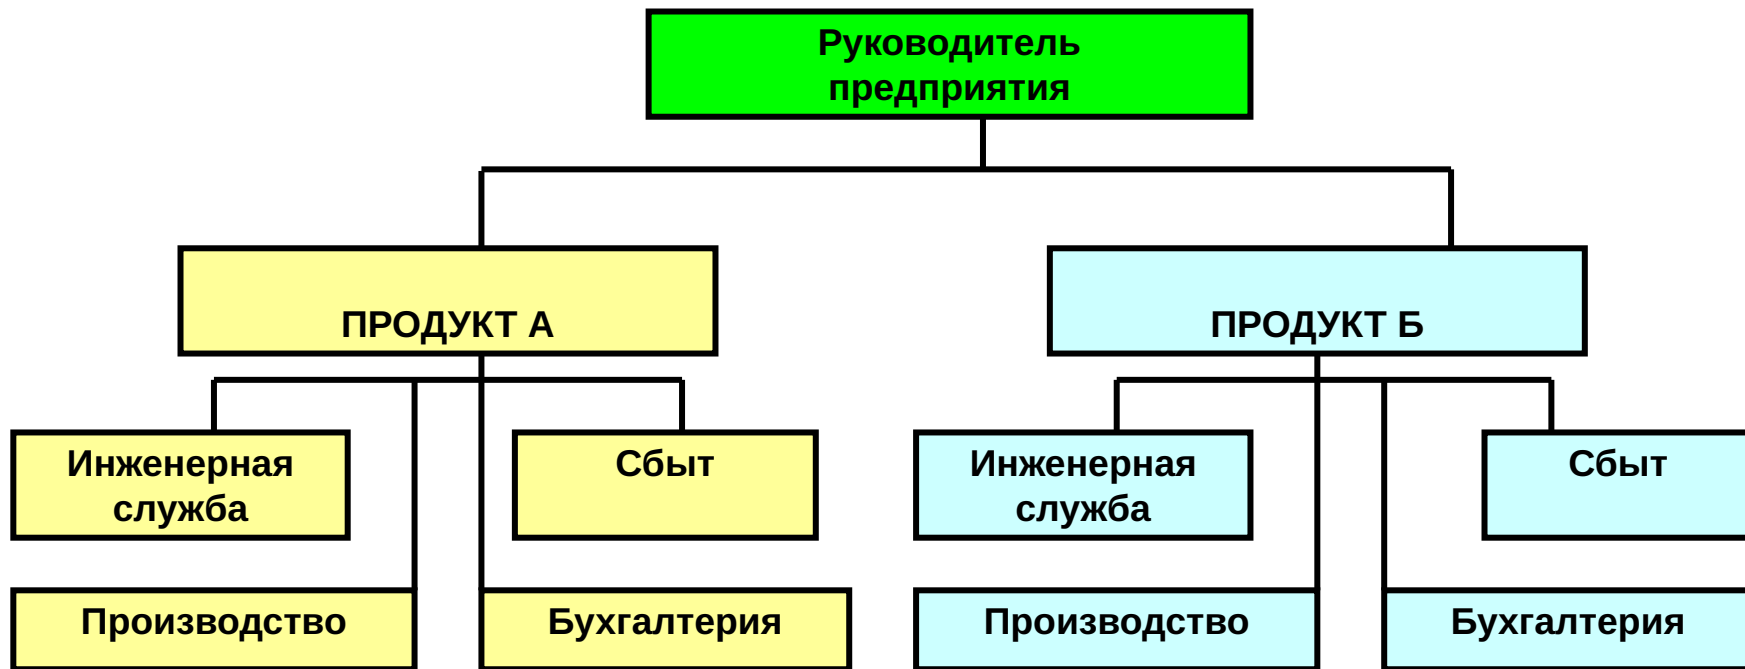 Руководитель
предприятия
ПРОДУКТ А
ПРОДУКТ Б
Инженерная
служба
Сбыт
Инженерная
служба
Сбыт
Производство
Бухгалтерия
Производство
Бухгалтерия